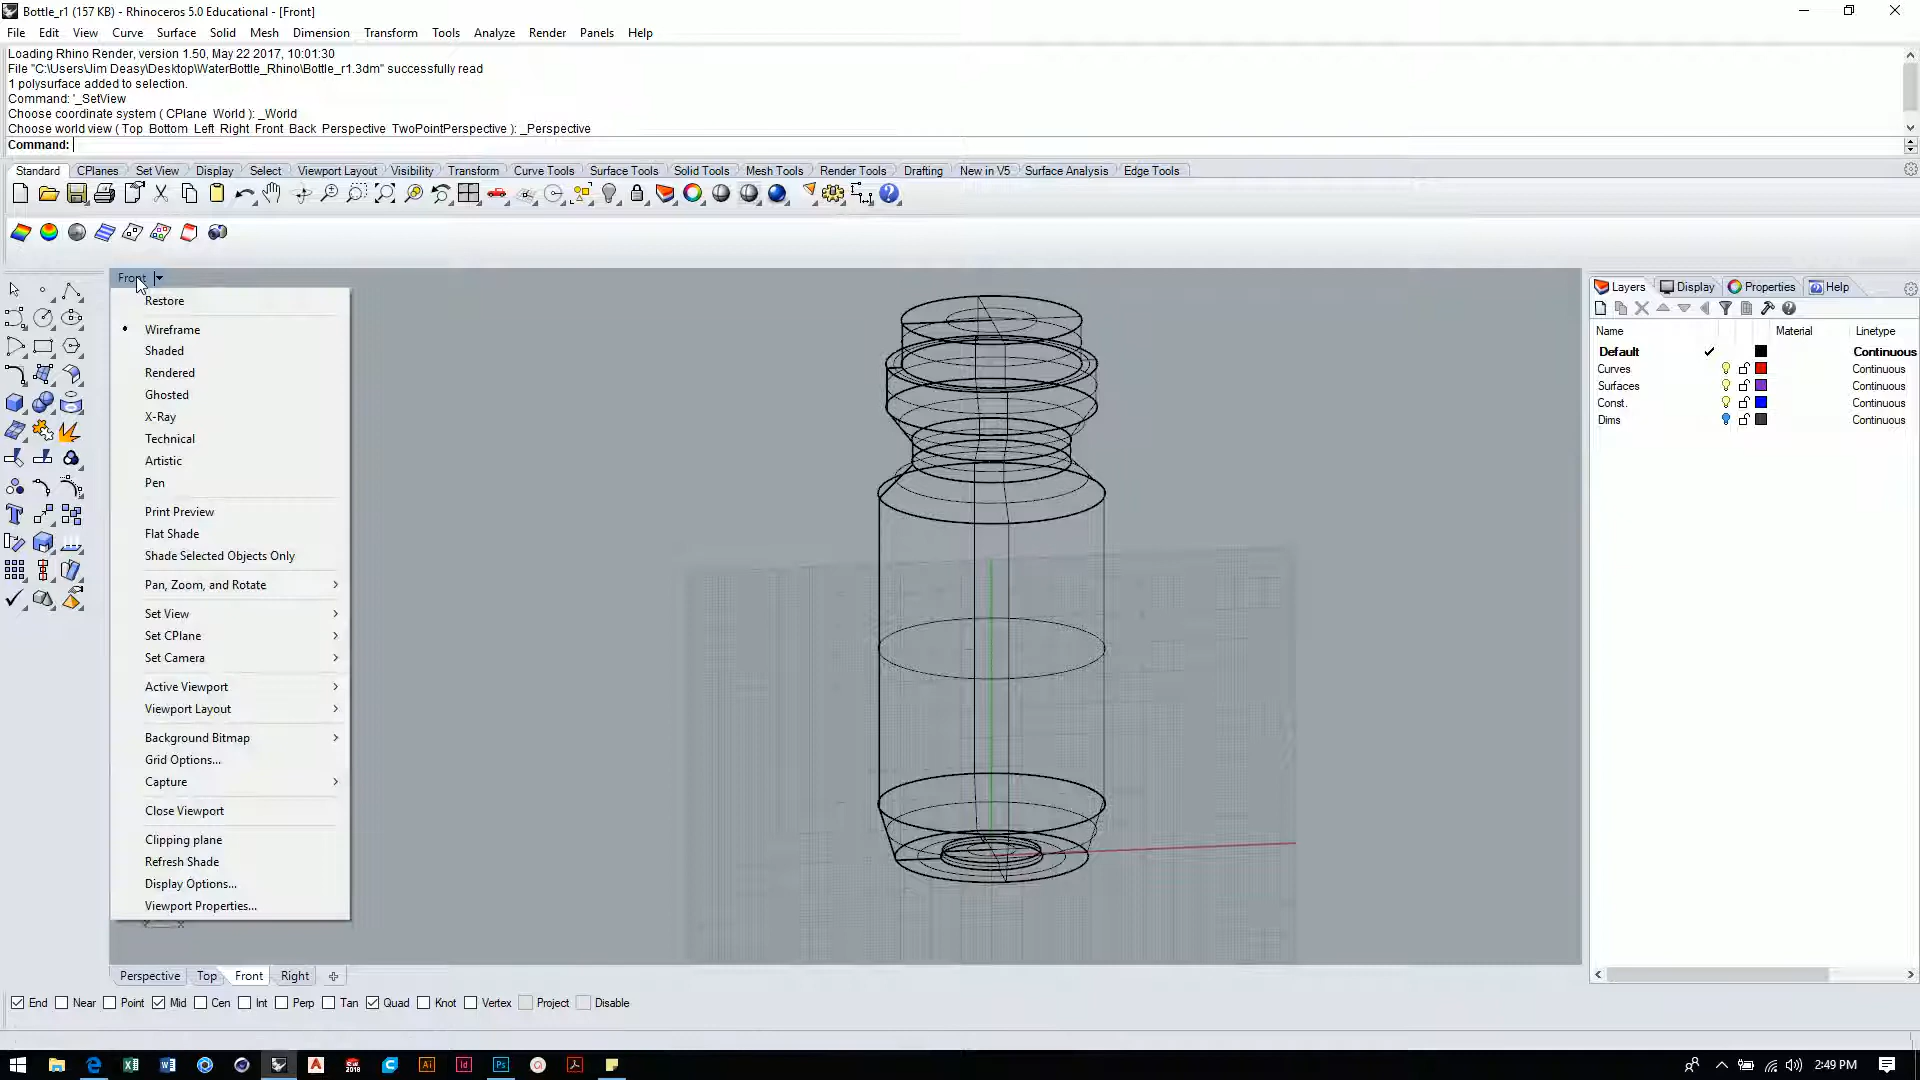 Bottle_r1 (157 KB) - Rhinoceros 5.0 Educational - [Front]
File Edit View Curve Surface Solid Mesh Dimension Transform Tools Analyze Render Panels Help
Loading Rhino Render, version 1.50, May 22 2017, 10:01:30
File "C:\Users\Jim Deasy\Desktop\WaterBottle_Rhino\Bottle_r1.3dm" successfully read
1 polysurface added to selection.
Command: '_SetView
Choose coordinate system ( CPlane World ): _World
Choose world view ( Top Bottom Left Right Front Back Perspective TwoPointPerspective ): _Perspective
Command:
Standard CPlanes Set View Display Select Viewport Layout Visibility Transform Curve Tools Surface Tools Solid Tools Mesh Tools Render Tools Drafting New in V5 Surface Analysis Edge Tools
Front
Restore
Wireframe
Shaded
Rendered
Ghosted
X-Ray
Technical
Artistic
Pen
Print Preview
Flat Shade
Shade Selected Objects Only
Pan, Zoom, and Rotate
Set View
Set CPlane
Set Camera
Active Viewport
Viewport Layout
Background Bitmap
Grid Options...
Capture
Close Viewport
Clipping plane
Refresh Shade
Display Options...
Viewport Properties...
Layers Display Properties Help
Name Material Linetype
Default Continuous
Curves Continuous
Surfaces Continuous
Const. Continuous
Dims Continuous
Perspective Top Front Right
End Near Point Mid Cen Int Perp Tan Quad Knot Vertex Project Disable
2:49 PM